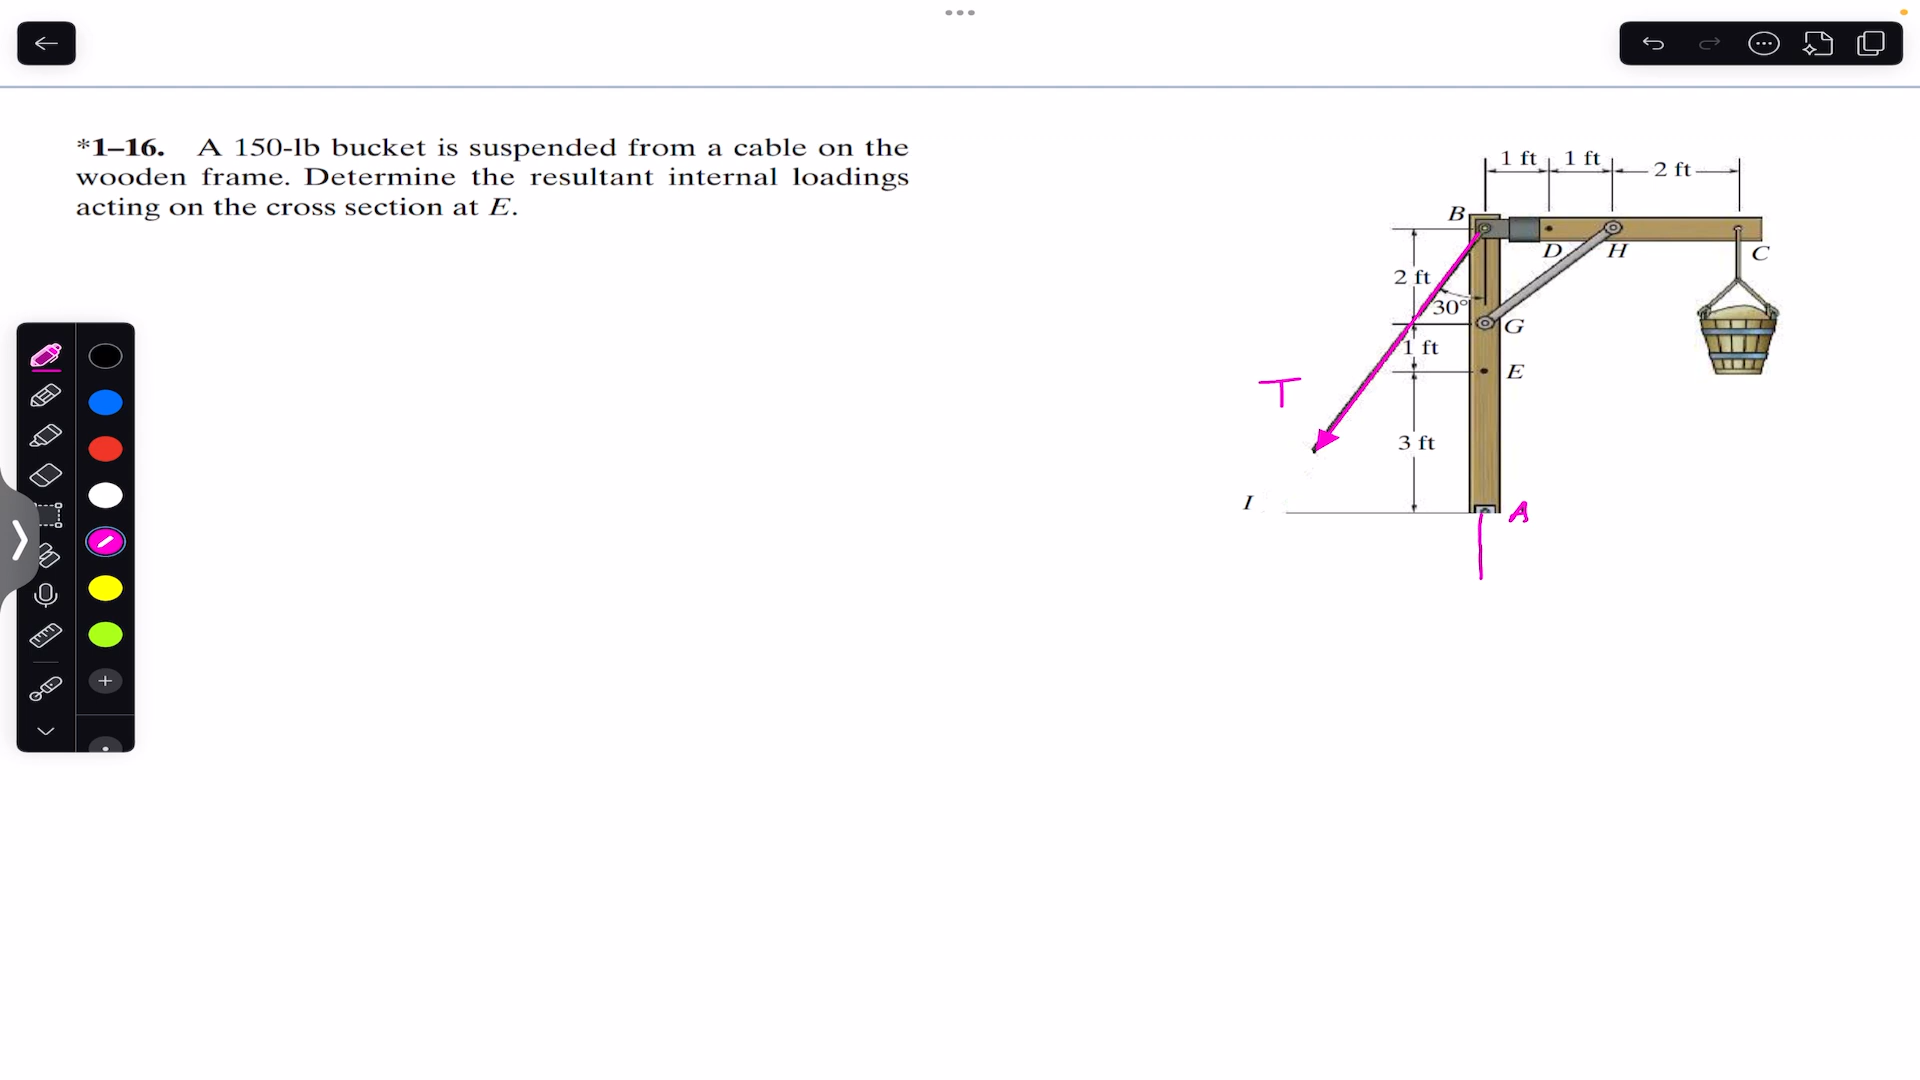 *1–16. A 150-lb bucket is suspended from a cable on the
wooden frame. Determine the resultant internal loadings
acting on the cross section at E.
1 ft 1 ft 2 ft
B
D H C
2 ft
30°
G
1 ft
E
T
3 ft
I
A